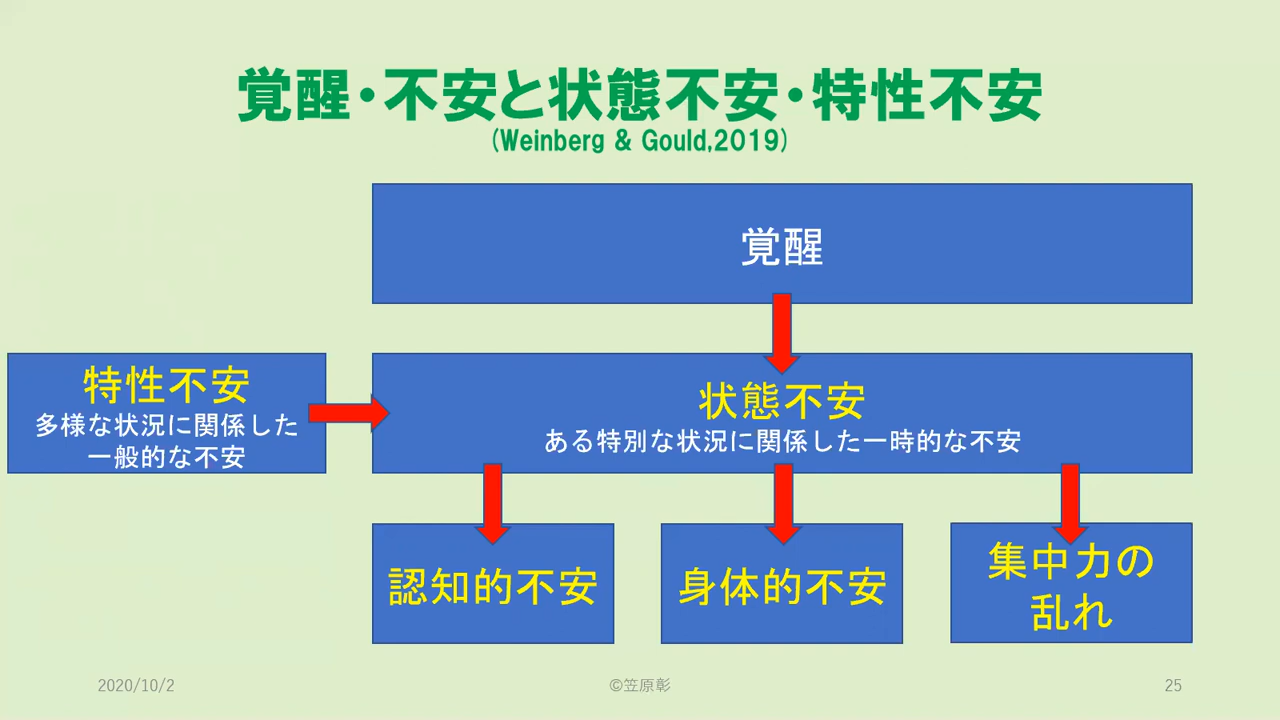 覚醒・不安と状態不安・特性不安
(Weinberg & Gould,2019)
覚醒
特性不安
多様な状況に関係した
一般的な不安
状態不安
ある特別な状況に関係した一時的な不安
認知的不安
身体的不安
集中力の
乱れ
2020/10/2
©笠原彰
25